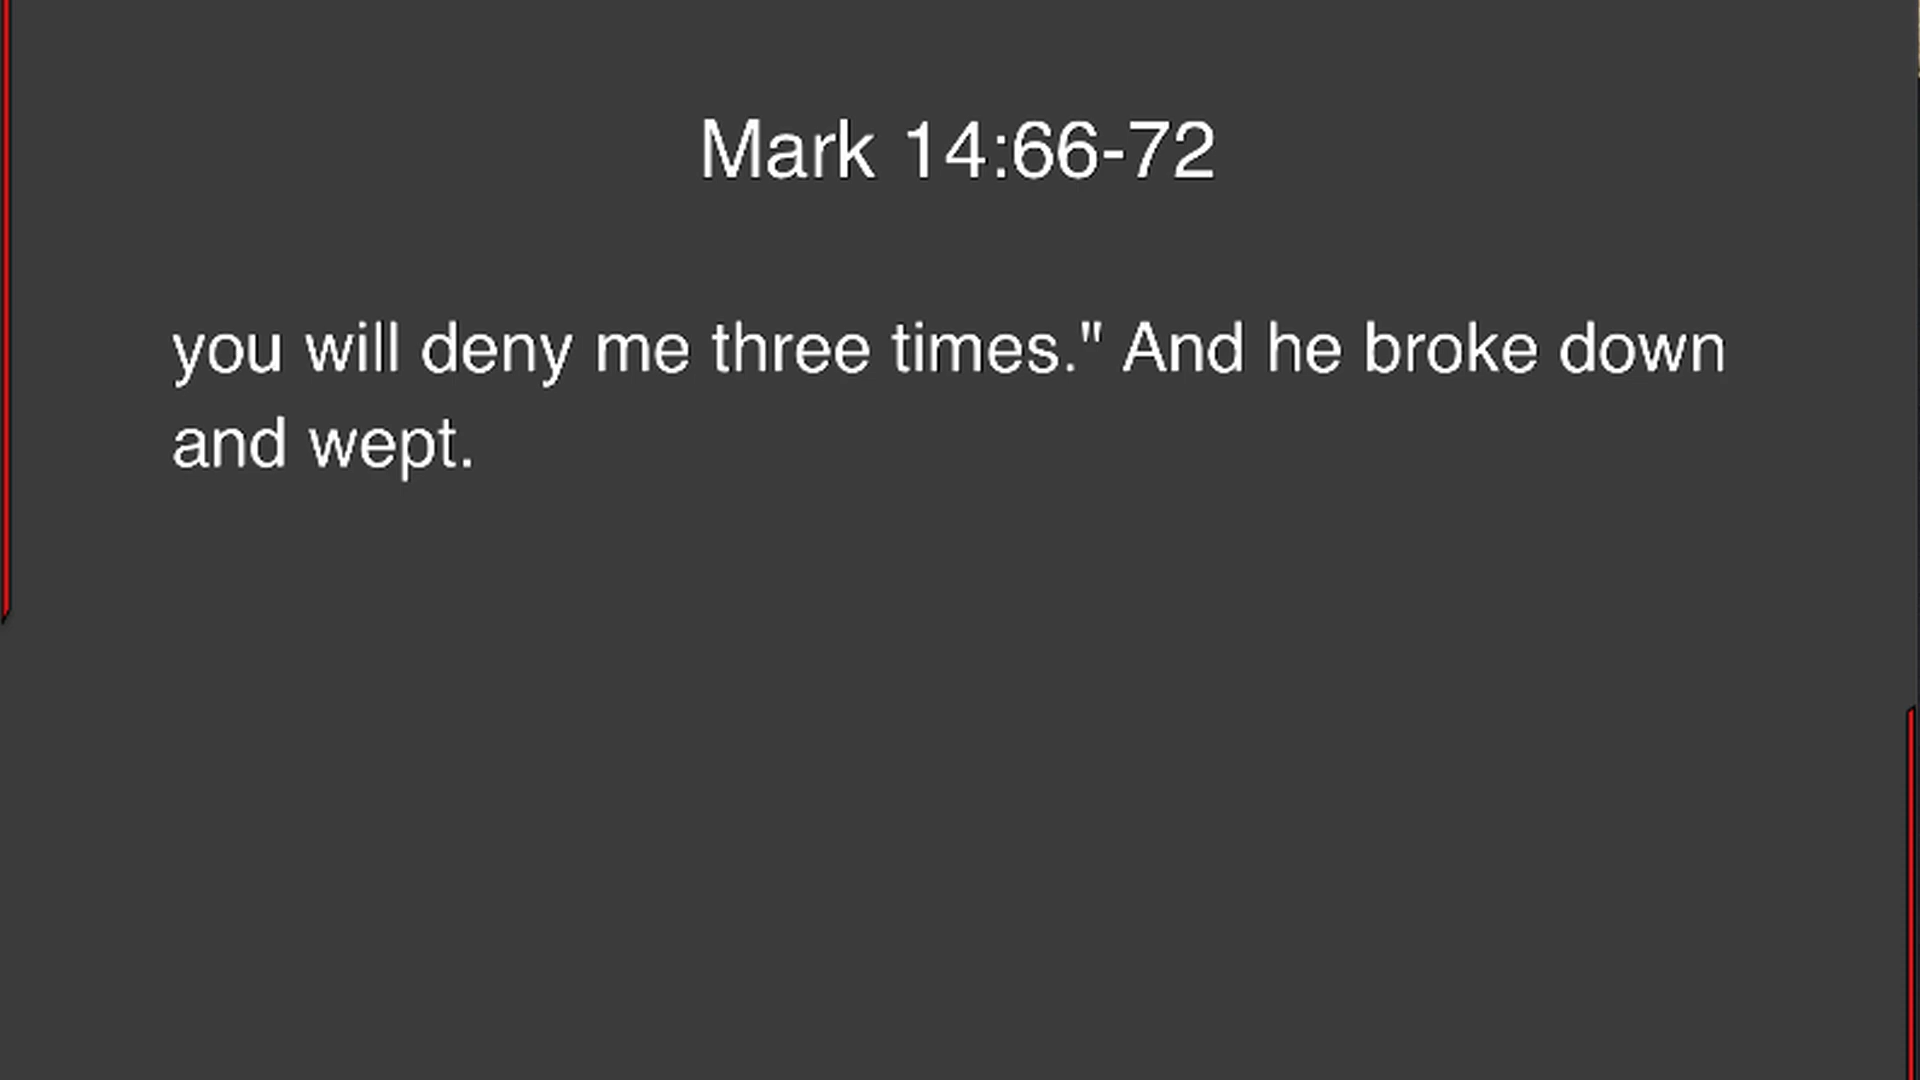 Mark 14:66-72
you will deny me three times." And he broke down
and wept.